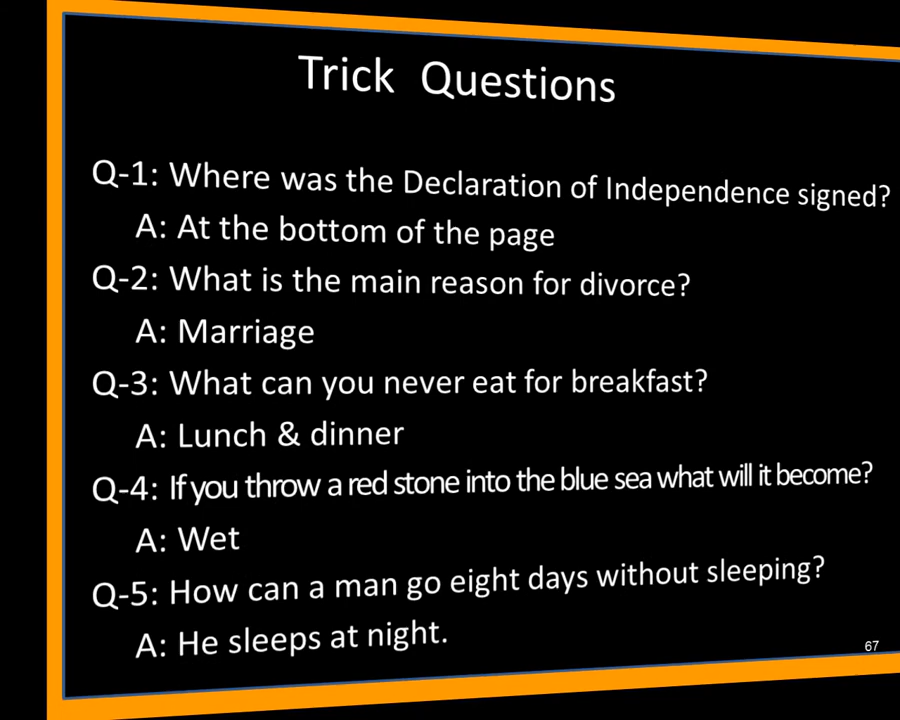 Trick Questions
Q-1: Where was the Declaration of Independence signed?
A: At the bottom of the page
Q-2: What is the main reason for divorce?
A: Marriage
Q-3: What can you never eat for breakfast?
A: Lunch & dinner
Q-4: If you throw a red stone into the blue sea what will it become?
A: Wet
Q-5: How can a man go eight days without sleeping?
A: He sleeps at night.
67